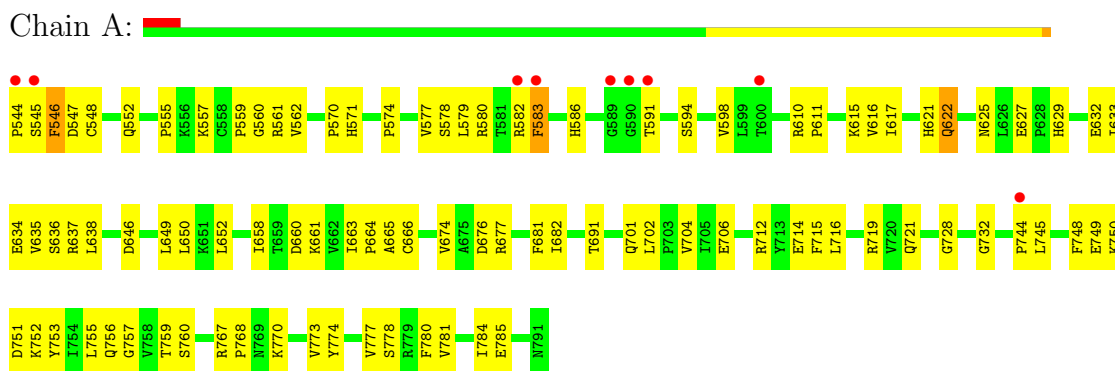 Chain A:
P544 S545 F546 D547 C548 Q552 P555 K556 K557 C558 P559 G560 R561 V562 P570 H571 P574 V577 S578 L579 R580 T581 R582 F583 H586 G589 G590 T591 S594 V598 L599 T600 R610 P611 K615 V616 I617 H621 Q622 N625 L626 E627 P628 H629 E632
E634 V635 S636 R637 L638 D646 L649 L650 K651 L652 I658 T659 D660 K661 V662 I663 P664 A665 C666 V674 A675 D676 R677 F681 I682 T691 Q701 L702 P703 V704 I705 E706 R712 Y713 E714 F715 L716 R719 V720 Q721 G728 G732 P744 L745 F748 E749
D751 K752 Y753 I754 L755 Q756 G757 V758 T759 S760 R767 P768 N769 K770 V773 Y774 V777 S778 R779 F780 V781 I784 E785 N791